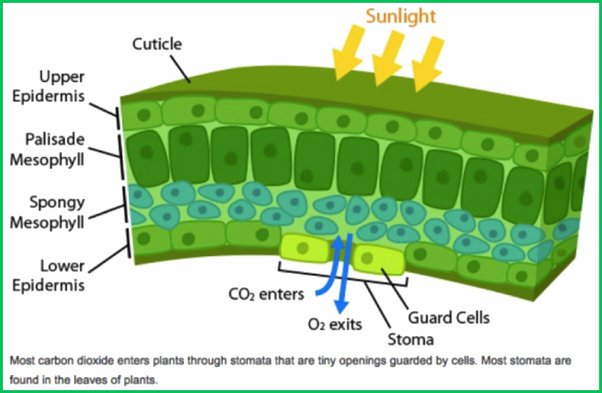 Sunlight
Cuticle
Upper
Epidermis
Palisade
Mesophyll
Spongy
Mesophyll
Lower
Epidermis
CO₂ enters
O₂ exits
Guard Cells
Stoma
Most carbon dioxide enters plants through stomata that are tiny openings guarded by cells. Most stomata are
found in the leaves of plants.